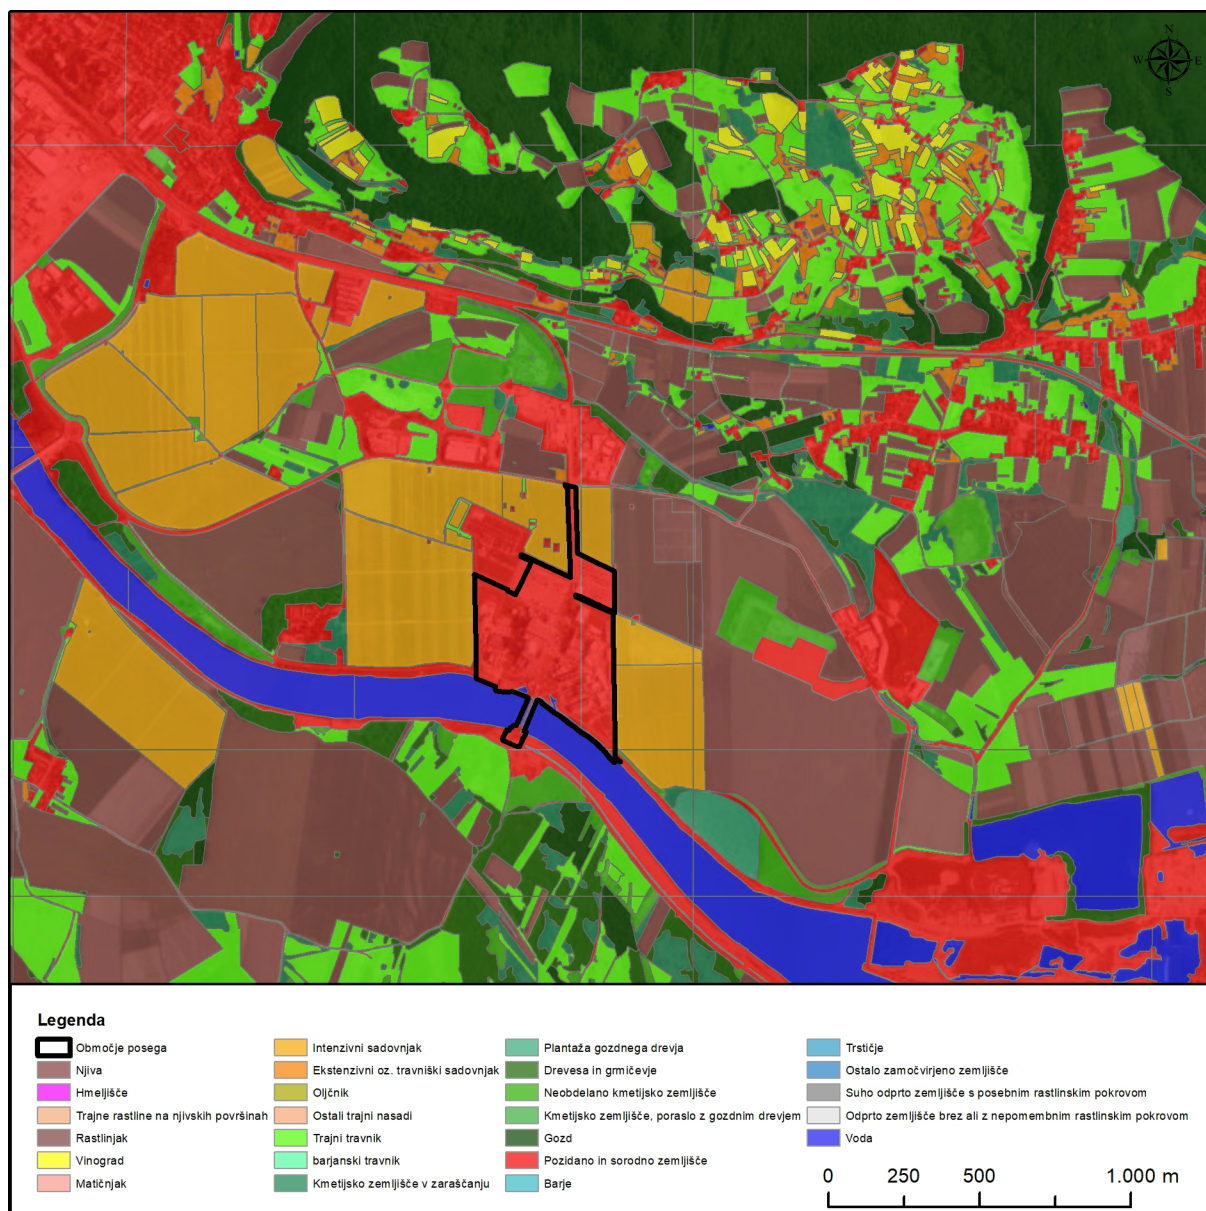 N
W E
S
Legenda
Območje posega
Njiva
Hmeljišče
Trajne rastline na njivskih površinah
Rastlinjak
Vinograd
Matičnjak
Intenzivni sadovnjak
Ekstenzivni oz. travniški sadovnjak
Oljčnik
Ostali trajni nasadi
Trajni travnik
barjanski travnik
Kmetijsko zemljišče v zaraščanju
Plantaža gozdnega drevja
Drevesa in grmičevje
Neobdelano kmetijsko zemljišče
Kmetijsko zemljišče, poraslo z gozdnim drevjem
Gozd
Pozidano in sorodno zemljišče
Barje
Trstičje
Ostalo zamočvirjeno zemljišče
Suho odprto zemljišče s posebnim rastlinskim pokrovom
Odprto zemljišče brez ali z nepomembnim rastlinskim pokrovom
Voda
0 250 500 1.000 m